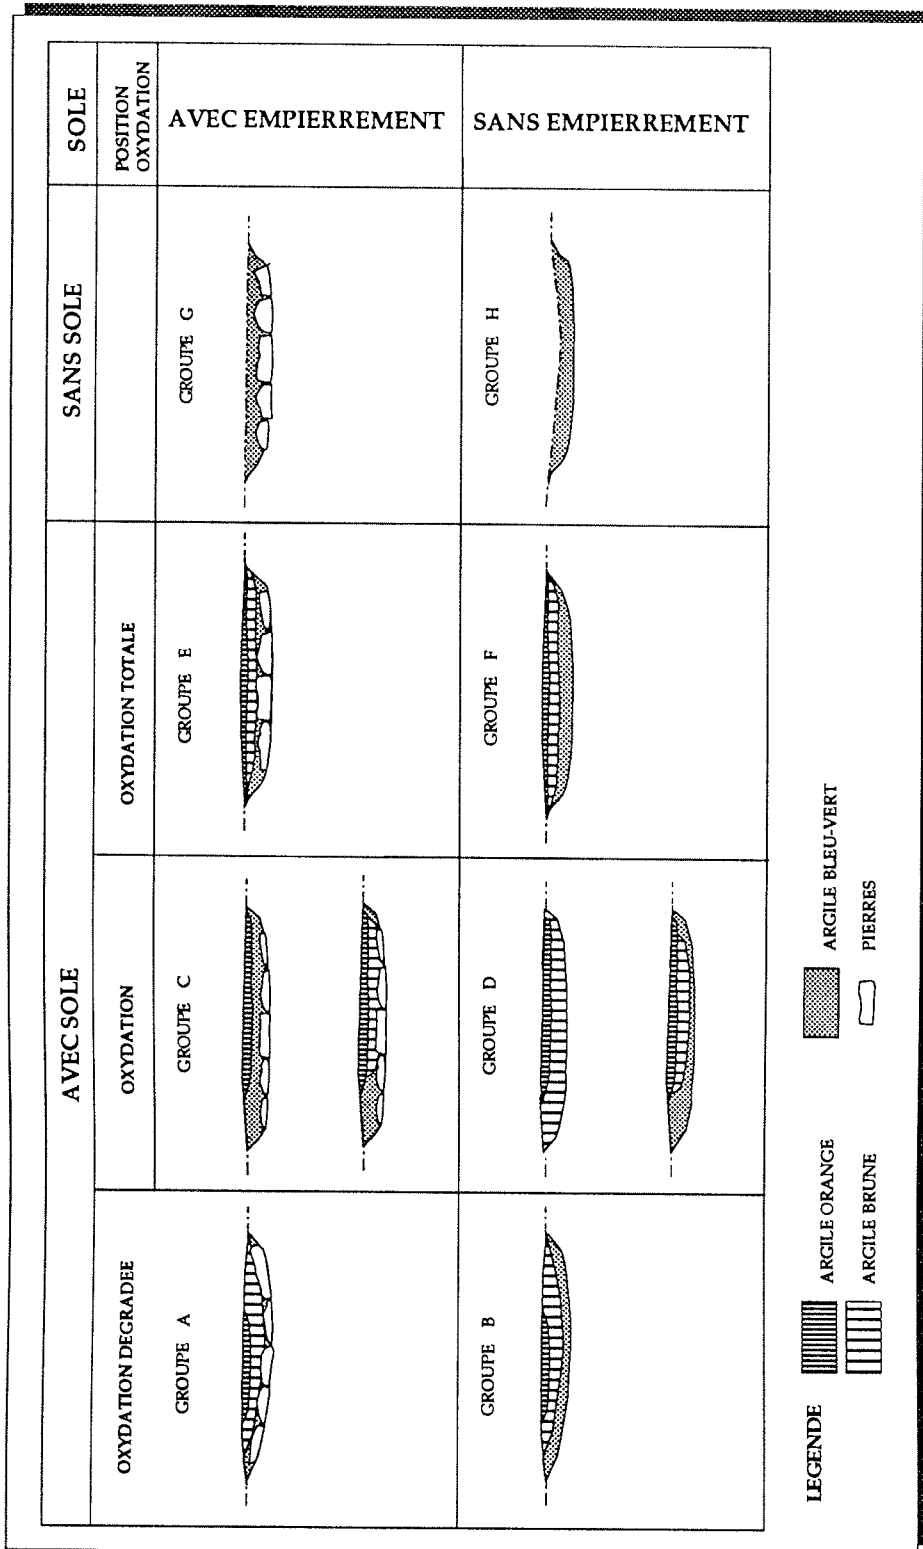 AVEC SOLE
SANS SOLE
SOLE
OXYDATION DEGRADEE
OXYDATION
OXYDATION TOTALE
POSITION
OXYDATION
GROUPE A
GROUPE C
GROUPE E
GROUPE G
AVEC EMPIERREMENT
GROUPE B
GROUPE D
GROUPE F
GROUPE H
SANS EMPIERREMENT
LEGENDE
ARGILE ORANGE
ARGILE BLEU-VERT
ARGILE BRUNE
PIERRES